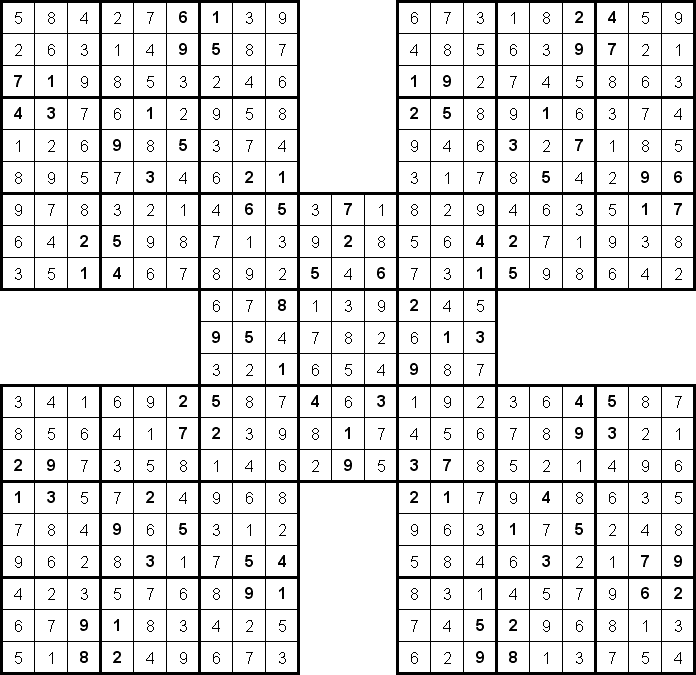 5 8 4 2 7 6 1 3 9 6 7 3 1 8 2 4 5 9
2 6 3 1 4 9 5 8 7 4 8 5 6 3 9 7 2 1
7 1 9 8 5 3 2 4 6 1 9 2 7 4 5 8 6 3
4 3 7 6 1 2 9 5 8 2 5 8 9 1 6 3 7 4
1 2 6 9 8 5 3 7 4 9 4 6 3 2 7 1 8 5
8 9 5 7 3 4 6 2 1 3 1 7 8 5 4 2 9 6
9 7 8 3 2 1 4 6 5 3 7 1 8 2 9 4 6 3 5 1 7
6 4 2 5 9 8 7 1 3 9 2 8 5 6 4 2 7 1 9 3 8
3 5 1 4 6 7 8 9 2 5 4 6 7 3 1 5 9 8 6 4 2
6 7 8 1 3 9 2 4 5
9 5 4 7 8 2 6 1 3
3 2 1 6 5 4 9 8 7
3 4 1 6 9 2 5 8 7 4 6 3 1 9 2 3 6 4 5 8 7
8 5 6 4 1 7 2 3 9 8 1 7 4 5 6 7 8 9 3 2 1
2 9 7 3 5 8 1 4 6 2 9 5 3 7 8 5 2 1 4 9 6
1 3 5 7 2 4 9 6 8 2 1 7 9 4 8 6 3 5
7 8 4 9 6 5 3 1 2 9 6 3 1 7 5 2 4 8
9 6 2 8 3 1 7 5 4 5 8 4 6 3 2 1 7 9
4 2 3 5 7 6 8 9 1 8 3 1 4 5 7 9 6 2
6 7 9 1 8 3 4 2 5 7 4 5 2 9 6 8 1 3
5 1 8 2 4 9 6 7 3 6 2 9 8 1 3 7 5 4